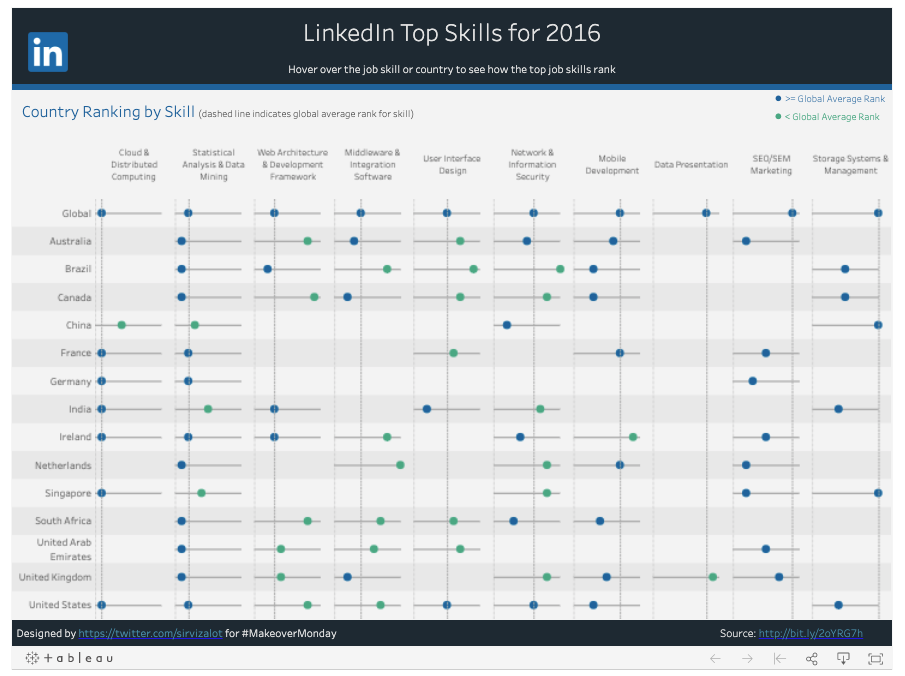 in
LinkedIn Top Skills for 2016
Hover over the job skill or country to see how the top job skills rank
Country Ranking by Skill (dashed line indicates global average rank for skill)
>= Global Average Rank
< Global Average Rank
Cloud &
Distributed
Computing
Statistical
Analysis & Data
Mining
Web Architecture
& Development
Framework
Middleware &
Integration
Software
User Interface
Design
Network &
Information
Security
Mobile
Development
Data Presentation
SEO/SEM
Marketing
Storage Systems &
Management
Global
Australia
Brazil
Canada
China
France
Germany
India
Ireland
Netherlands
Singapore
South Africa
United Arab
Emirates
United Kingdom
United States
Designed by https://twitter.com/sirvizalot for #MakeoverMonday
Source: http://bit.ly/2oYRG7h
+ a b l e a u